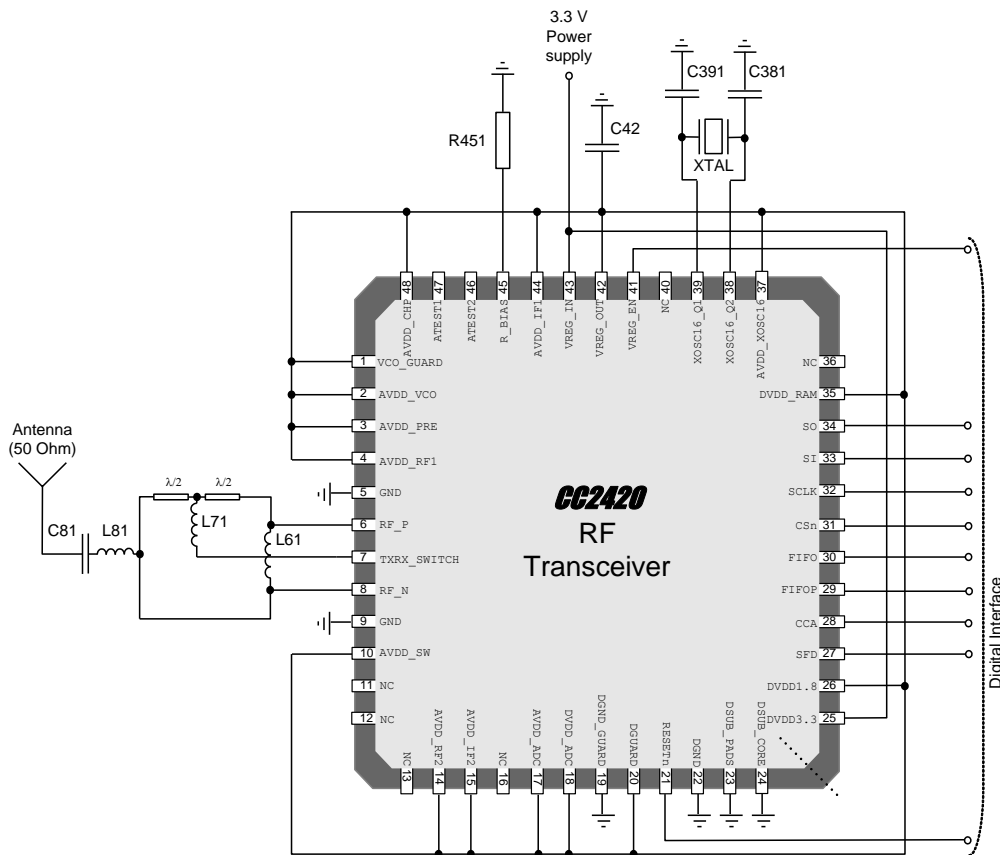 3.3 V
Power
supply
C391
C381
R451
C42
XTAL
48
47
46
45
44
43
42
41
40
39
38
37
AVDD_CHP
ATEST1
ATEST2
R_BIAS
AVDD_IF1
VREG_IN
VREG_OUT
VREG_EN
NC
XOSC16_Q1
XOSC16_Q2
AVDD_XOSC16
1 VCO_GUARD
2 AVDD_VCO
3 AVDD_PRE
4 AVDD_RF1
5 GND
6 RF_P
7 TXRX_SWITCH
8 RF_N
9 GND
10 AVDD_SW
11 NC
12 NC
NC 36
DVDD_RAM 35
SO 34
SI 33
SCLK 32
CSn 31
FIFO 30
FIFOP 29
CCA 28
SFD 27
DVDD1.8 26
DVDD3.3 25
Antenna
(50 Ohm)
λ/2
λ/2
L71
L61
C81
L81
CC2420
RF
Transceiver
Digital Interface
NC
AVDD_RF2
AVDD_IF2
NC
AVDD_ADC
DVDD_ADC
DGND_GUARD
DGUARD
RESETn
DGND
DSUB_PADS
DSUB_CORE
13
14
15
16
17
18
19
20
21
22
23
24